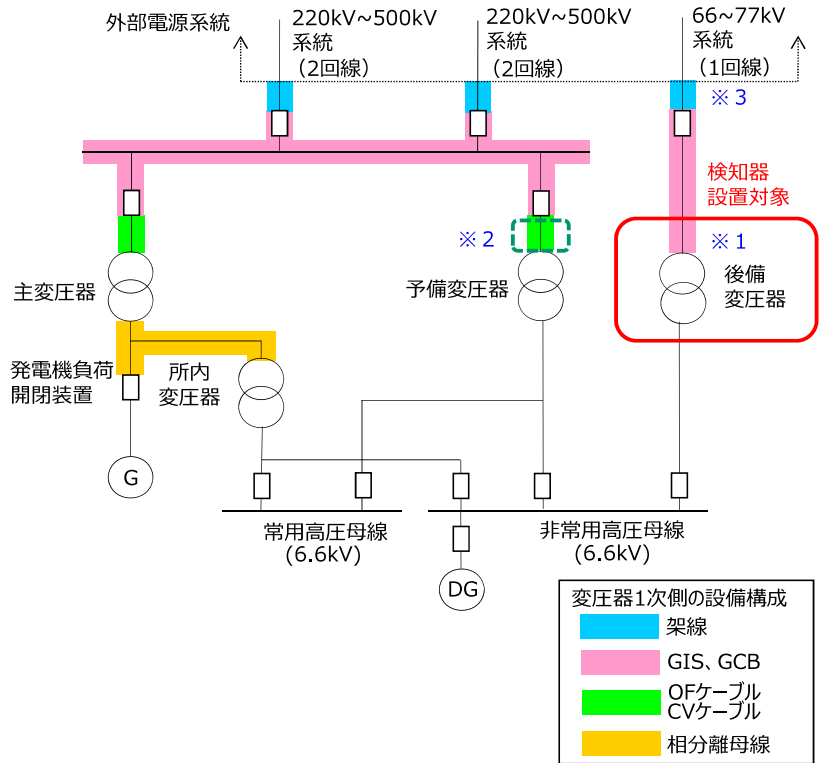 外部電源系統
220kV~500kV
系統
(2回線)
220kV~500kV
系統
(2回線)
66~77kV
系統
(1回線)
※3
検知器
設置対象
※2
※1
主変圧器
予備変圧器
後備
変圧器
発電機負荷
開閉装置
所内
変圧器
G
常用高圧母線
(6.6kV)
非常用高圧母線
(6.6kV)
DG
変圧器1次側の設備構成
架線
GIS、GCB
OFケーブル
CVケーブル
相分離母線